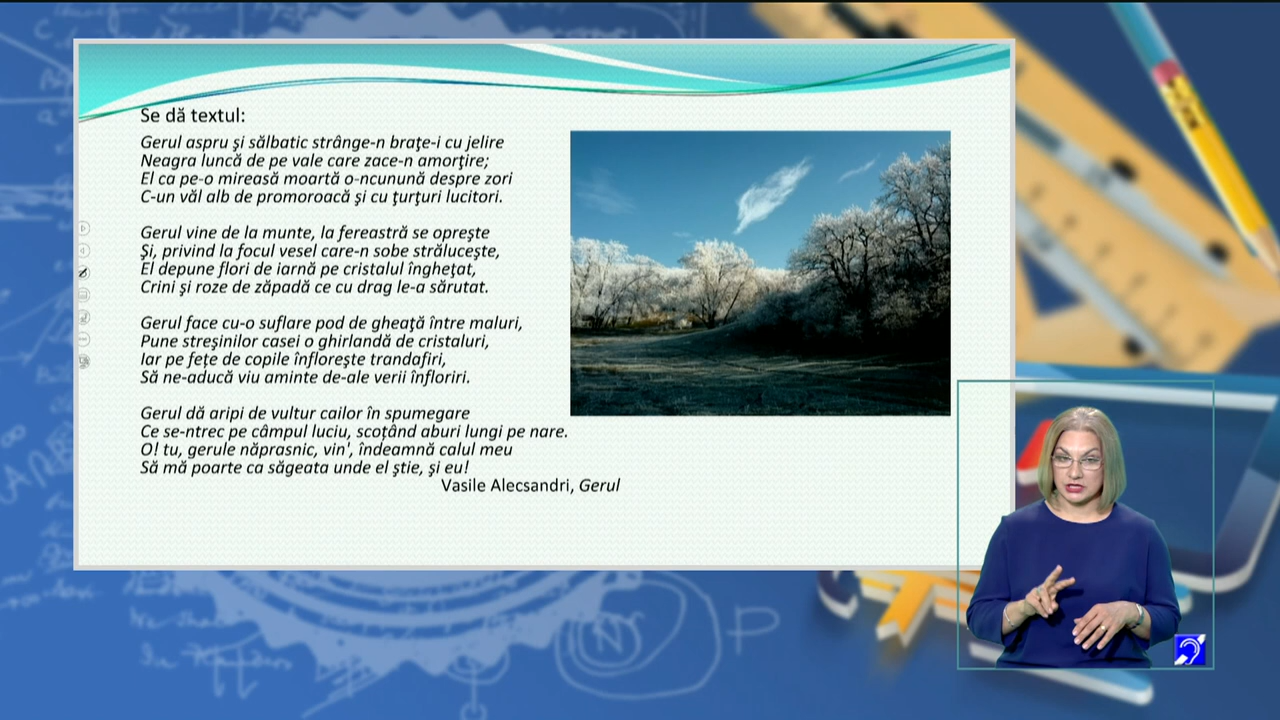 Se dă textul:
Gerul aspru şi sălbatic strânge-n braţe-i cu jelire
Neagra luncă de pe vale care zace-n amorţire;
El ca pe-o mireasă moartă o-ncunună despre zori
C-un văl alb de promoroacă şi cu ţurţuri lucitori.
Gerul vine de la munte, la fereastră se opreşte
Şi, privind la focul vesel care-n sobe străluceşte,
El depune flori de iarnă pe cristalul îngheţat,
Crini şi roze de zăpadă ce cu drag le-a sărutat.
Gerul face cu-o suflare pod de gheaţă între maluri,
Pune streşinilor casei o ghirlandă de cristaluri,
Iar pe feţe de copile înfloreşte trandafiri,
Să ne-aducă viu aminte de-ale verii înfloriri.
Gerul dă aripi de vultur cailor în spumegare
Ce se-ntrec pe câmpul luciu, scoţând aburi lungi pe nare.
O! tu, gerule năprasnic, vin', îndeamnă calul meu
Să mă poarte ca săgeata unde el ştie, şi eu!
Vasile Alecsandri, Gerul
N
P